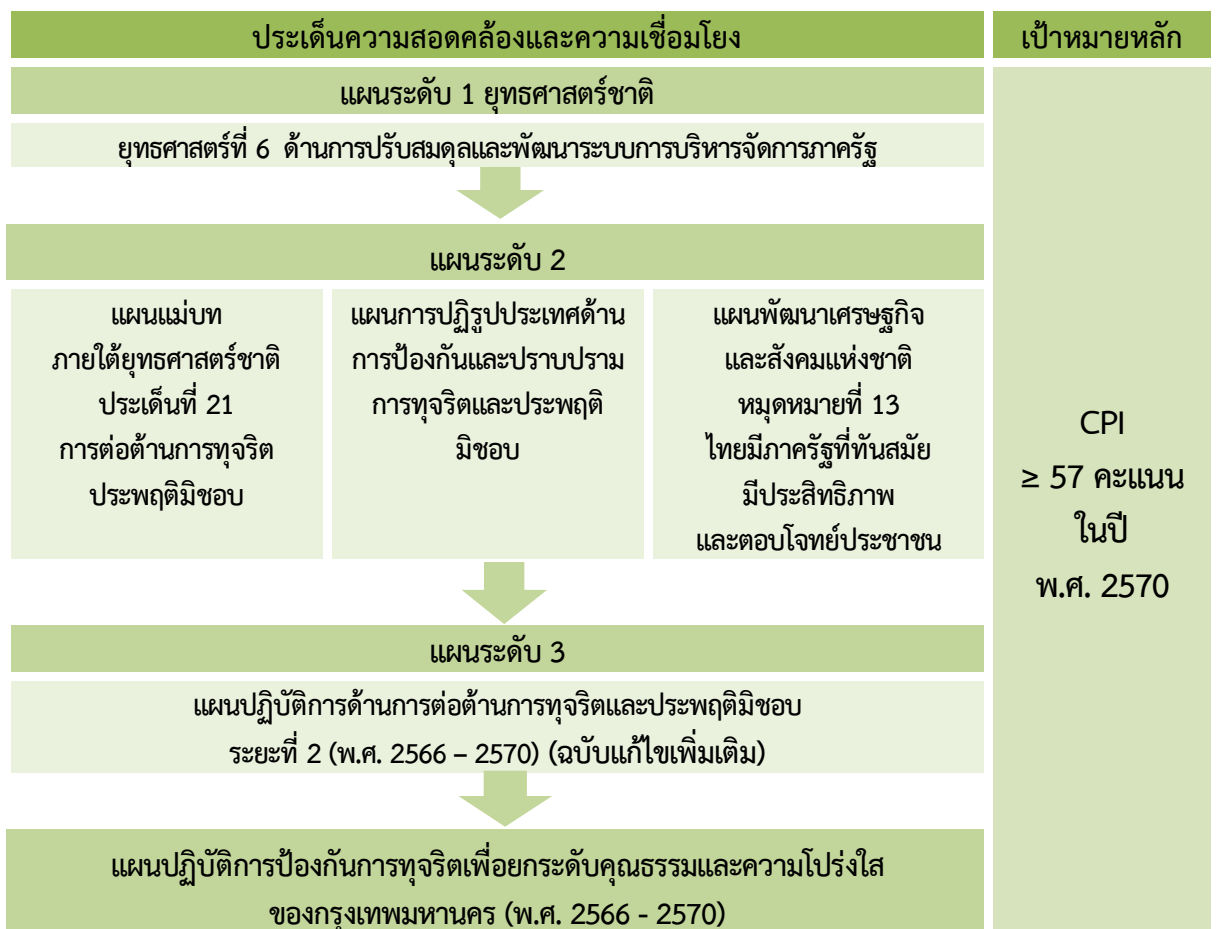 ประเด็นความสอดคล้องและความเชื่อมโยง
เป้าหมายหลัก
แผนระดับ 1 ยุทธศาสตร์ชาติ
ยุทธศาสตร์ที่ 6 ด้านการปรับสมดุลและพัฒนาระบบการบริหารจัดการภาครัฐ
แผนระดับ 2
แผนแม่บท
ภายใต้ยุทธศาสตร์ชาติ
ประเด็นที่ 21
การต่อต้านการทุจริต
ประพฤติมิชอบ
แผนการปฏิรูปประเทศด้าน
การป้องกันและปราบปราม
การทุจริตและประพฤติ
มิชอบ
แผนพัฒนาเศรษฐกิจ
และสังคมแห่งชาติ
หมุดหมายที่ 13
ไทยมีภาครัฐที่ทันสมัย
มีประสิทธิภาพ
และตอบโจทย์ประชาชน
แผนระดับ 3
แผนปฏิบัติการด้านการต่อต้านการทุจริตและประพฤติมิชอบ
ระยะที่ 2 (พ.ศ. 2566 – 2570) (ฉบับแก้ไขเพิ่มเติม)
แผนปฏิบัติการป้องกันการทุจริตเพื่อยกระดับคุณธรรมและความโปร่งใส
ของกรุงเทพมหานคร (พ.ศ. 2566 - 2570)
CPI
≥ 57 คะแนน
ในปี
พ.ศ. 2570